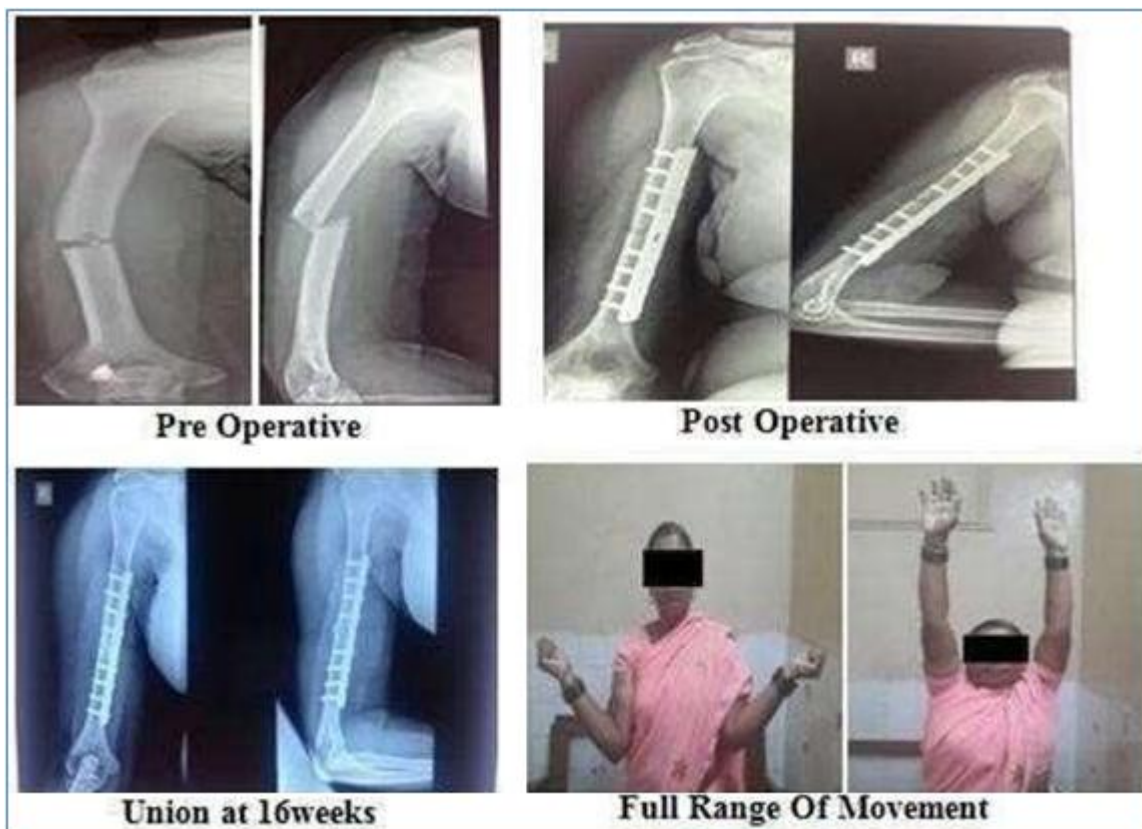 R
Pre Operative
Post Operative
Union at 16weeks
Full Range Of Movement